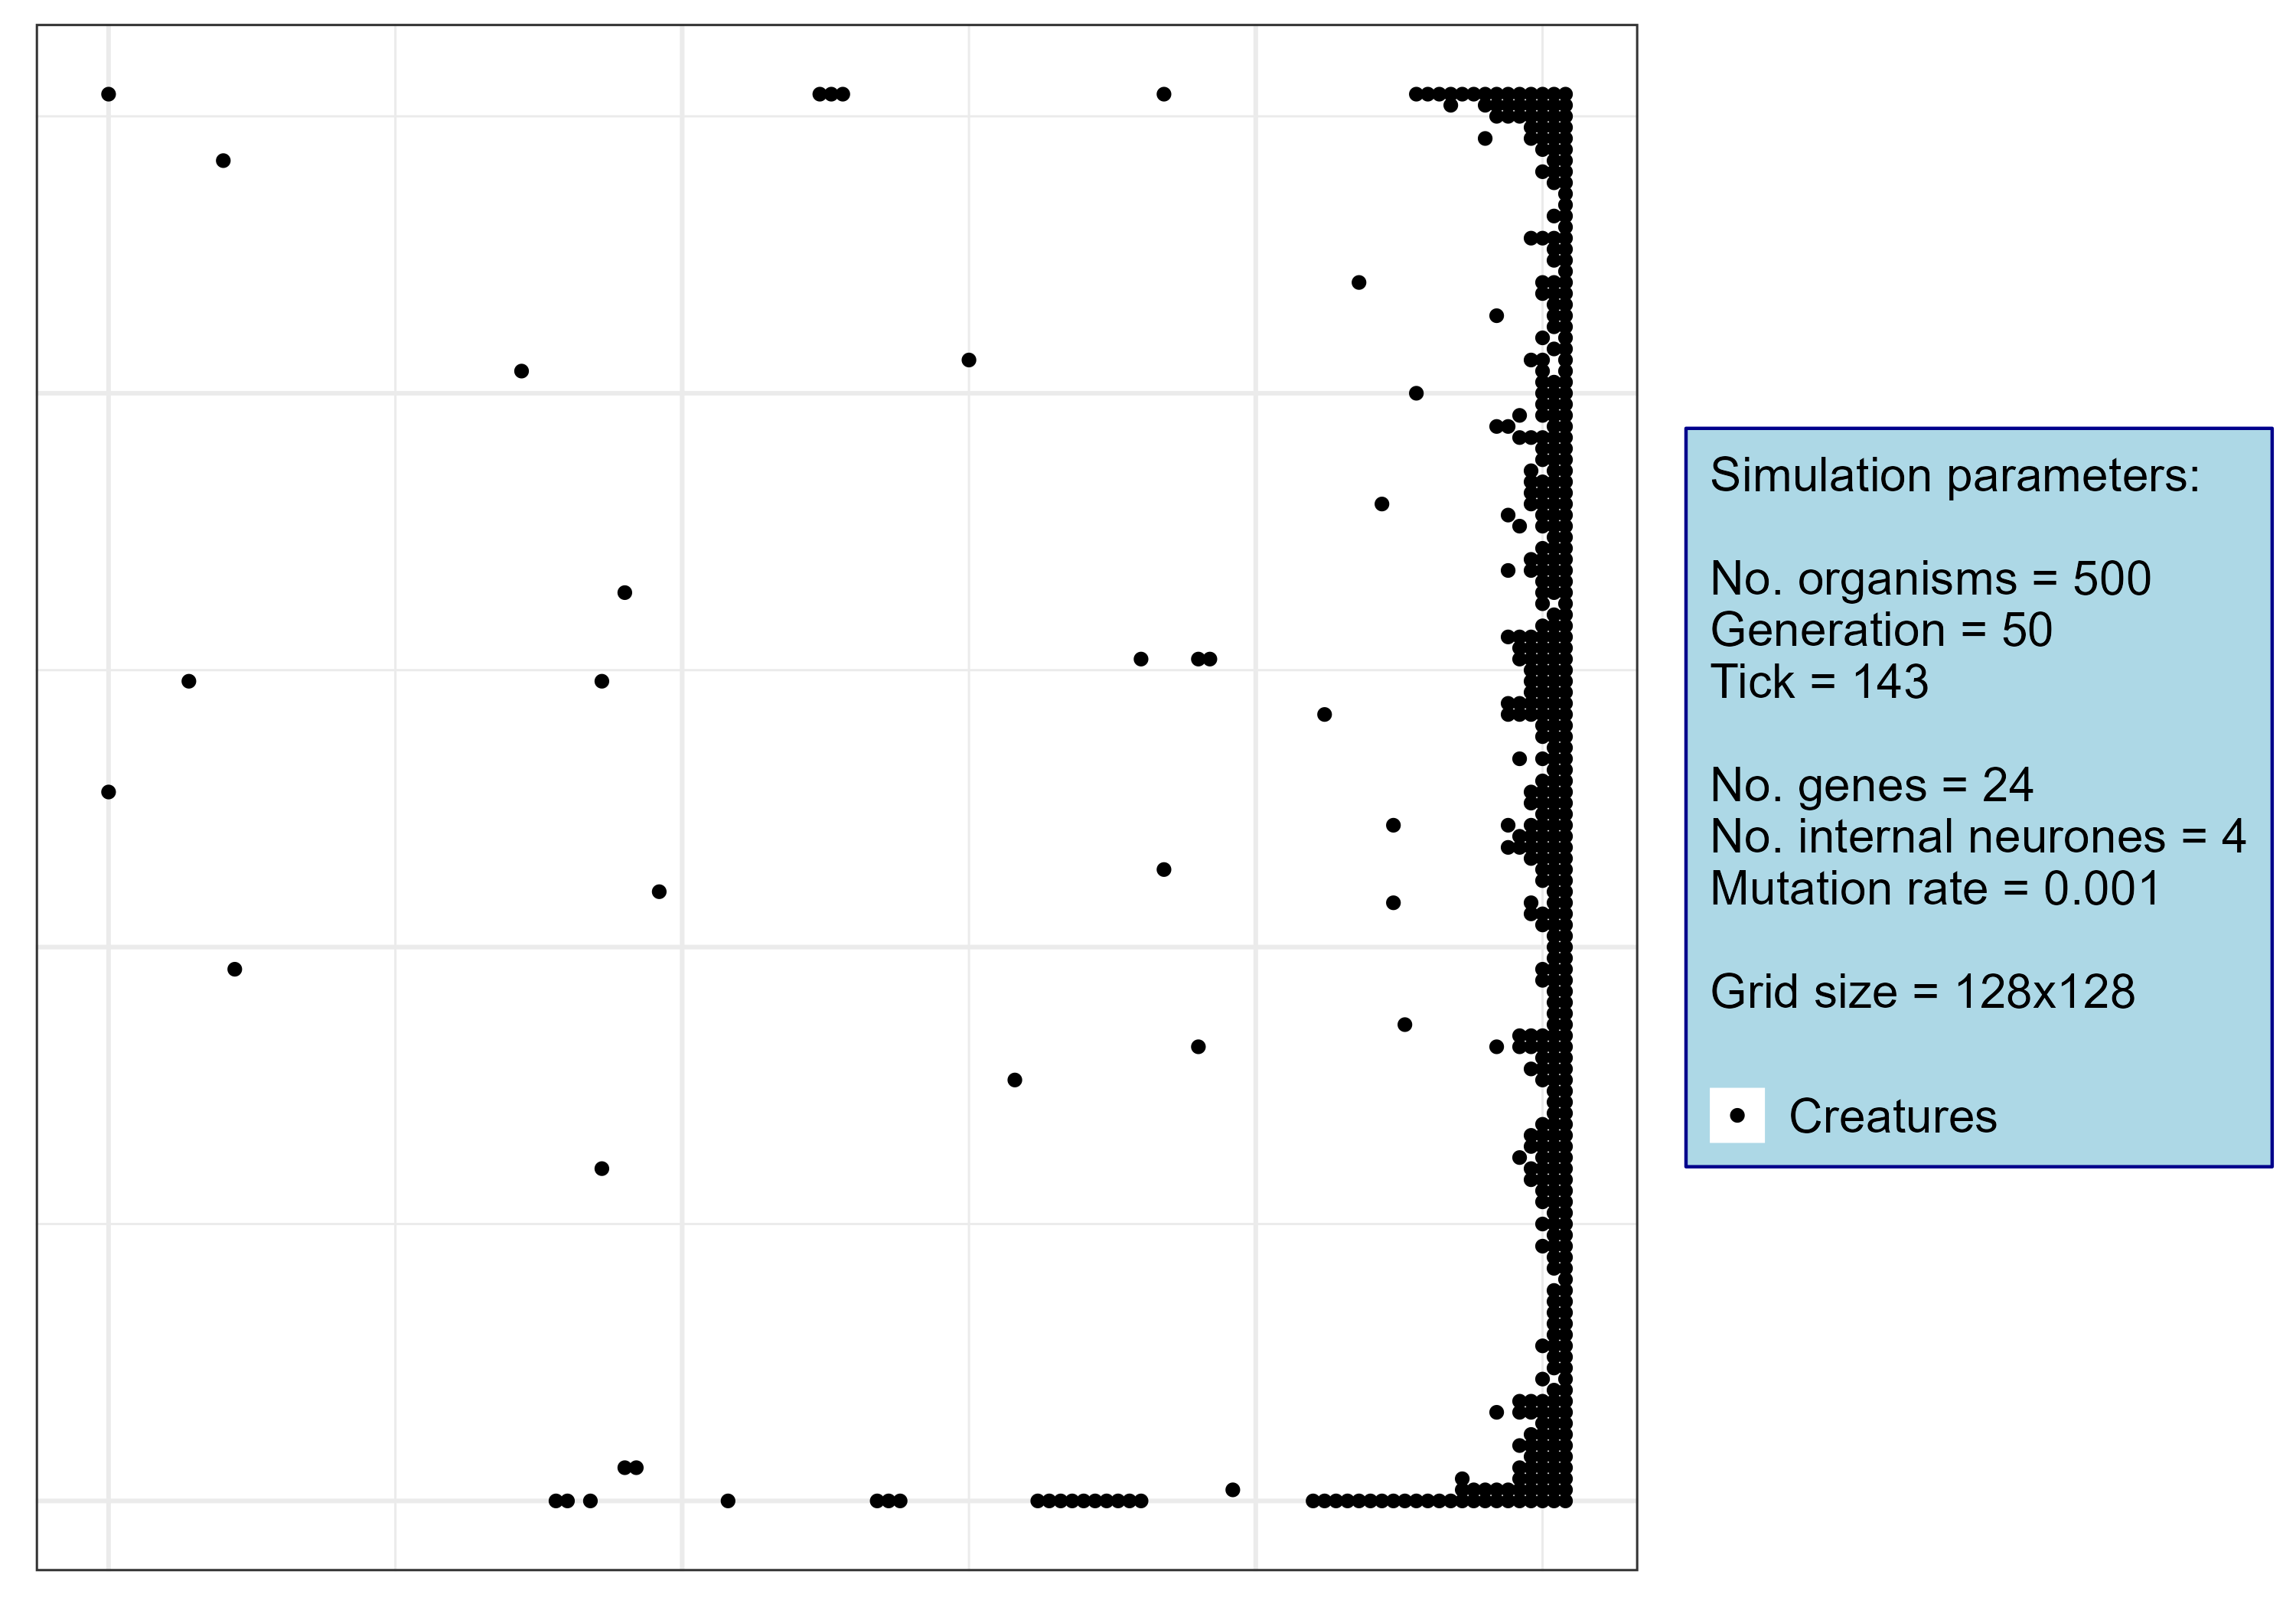 Simulation parameters:
No. organisms = 500
Generation = 50
Tick = 143
No. genes = 24
No. internal neurones = 4
Mutation rate = 0.001
Grid size = 128x128
Creatures